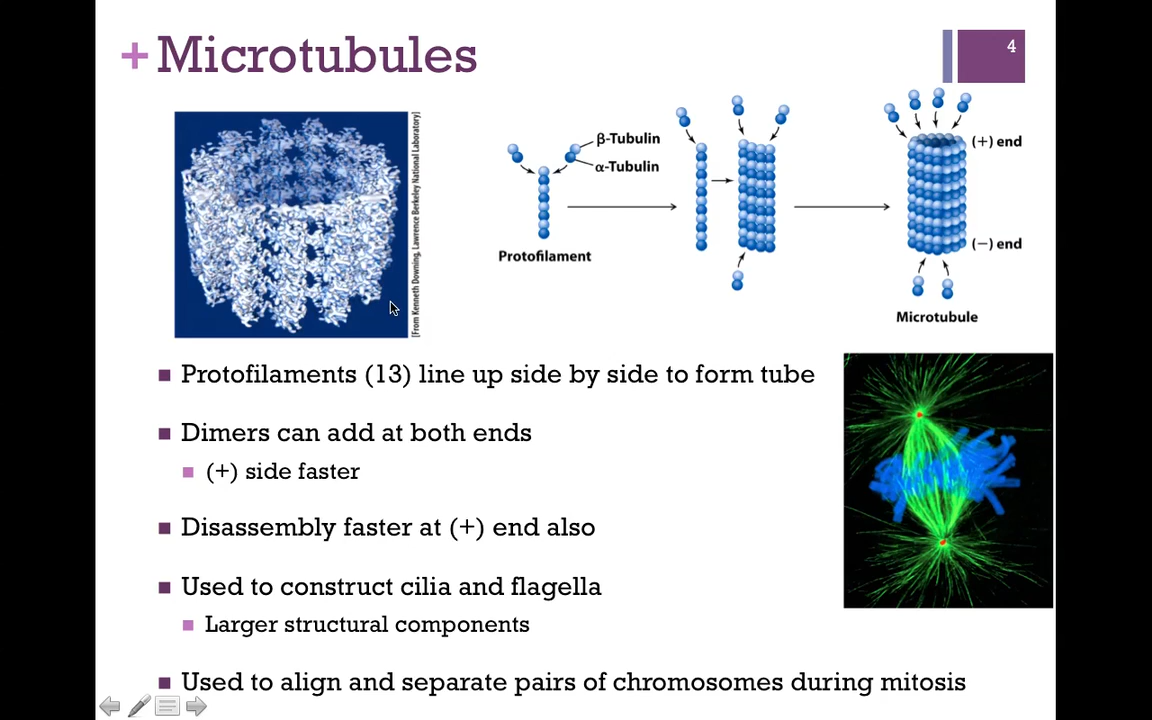 + Microtubules
4
[From Kenneth Downing, Lawrence Berkeley National Laboratory]
β-Tubulin
α-Tubulin
Protofilament
(+) end
(−) end
Microtubule
Protofilaments (13) line up side by side to form tube
Dimers can add at both ends
(+) side faster
Disassembly faster at (+) end also
Used to construct cilia and flagella
Larger structural components
Used to align and separate pairs of chromosomes during mitosis